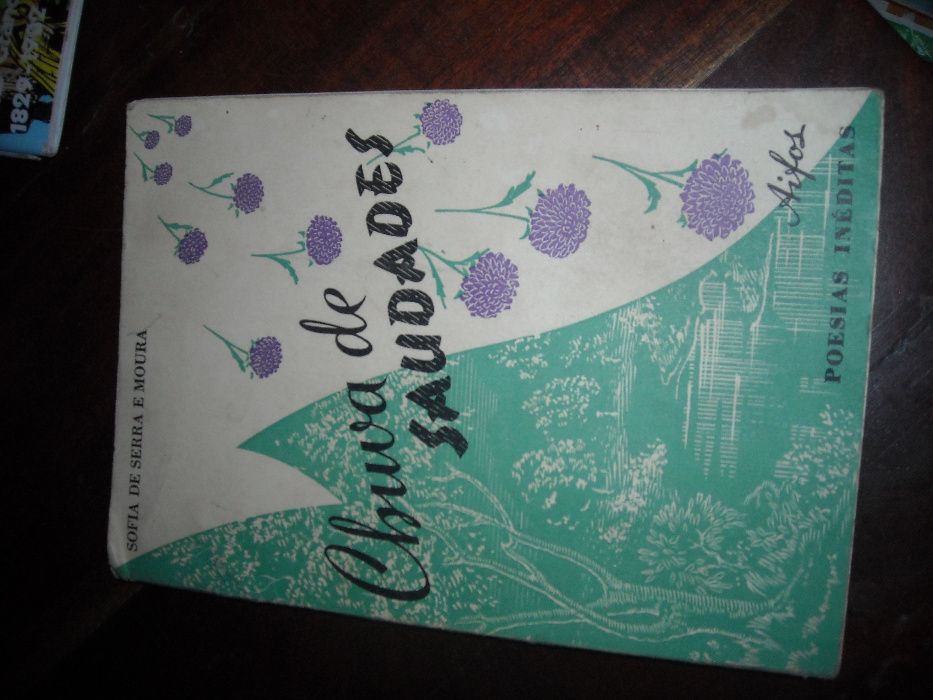 SOFIA DE SERRA E MOURA
Chuva de
SAUDADES
Aifos
POESIAS INÉDITAS